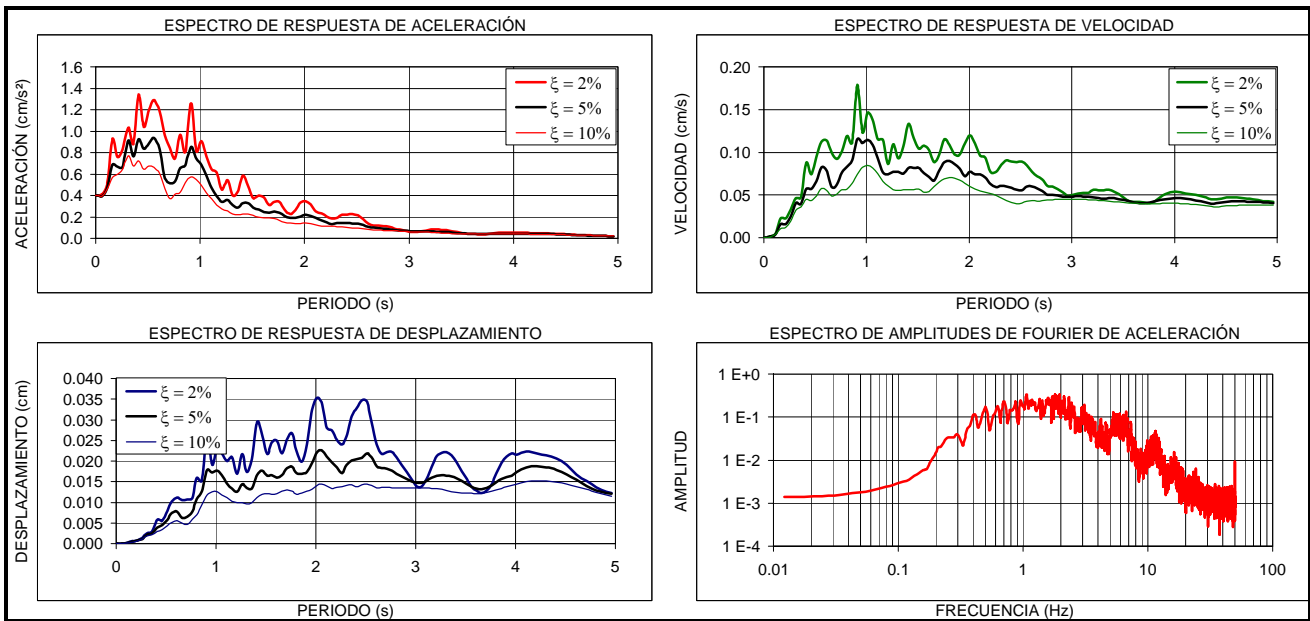 ESPECTRO DE RESPUESTA DE ACELERACIÓN
ACELERACIÓN (cm/s²)
1.6
1.4
1.2
1.0
0.8
0.6
0.4
0.2
0.0
ξ = 2%
ξ = 5%
ξ = 10%
0 1 2 3 4 5
PERIODO (s)
ESPECTRO DE RESPUESTA DE VELOCIDAD
VELOCIDAD (cm/s)
0.20
0.15
0.10
0.05
0.00
ξ = 2%
ξ = 5%
ξ = 10%
0 1 2 3 4 5
PERIODO (s)
ESPECTRO DE RESPUESTA DE DESPLAZAMIENTO
DESPLAZAMIENTO (cm)
0.040
0.035
0.030
0.025
0.020
0.015
0.010
0.005
0.000
ξ = 2%
ξ = 5%
ξ = 10%
0 1 2 3 4 5
PERIODO (s)
ESPECTRO DE AMPLITUDES DE FOURIER DE ACELERACIÓN
AMPLITUD
1 E+0
1 E-1
1 E-2
1 E-3
1 E-4
0.01 0.1 1 10 100
FRECUENCIA (Hz)